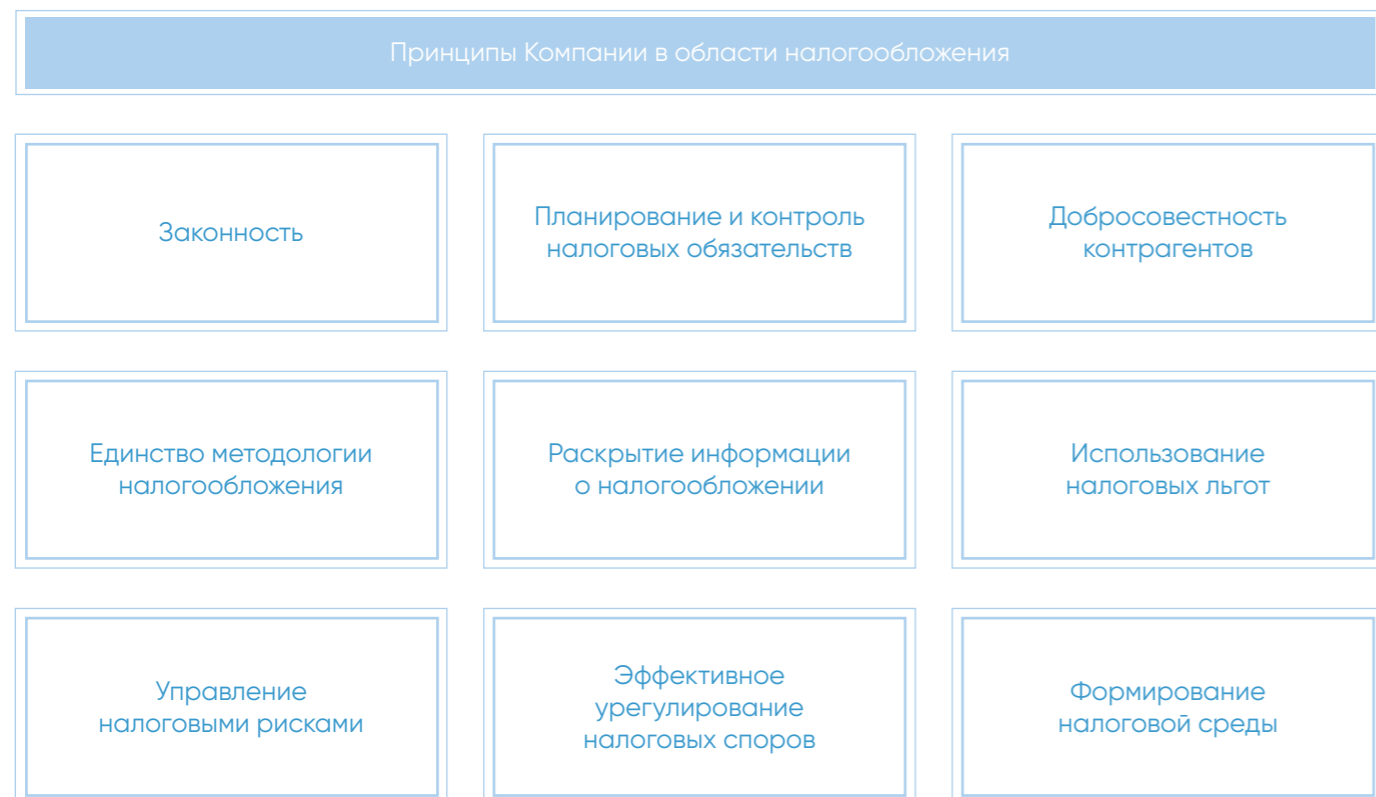 Принципы Компании в области налогообложения
Законность
Планирование и контроль
налоговых обязательств
Добросовестность
контрагентов
Единство методологии
налогообложения
Раскрытие информации
о налогообложении
Использование
налоговых льгот
Управление
налоговыми рисками
Эффективное
урегулирование
налоговых споров
Формирование
налоговой среды